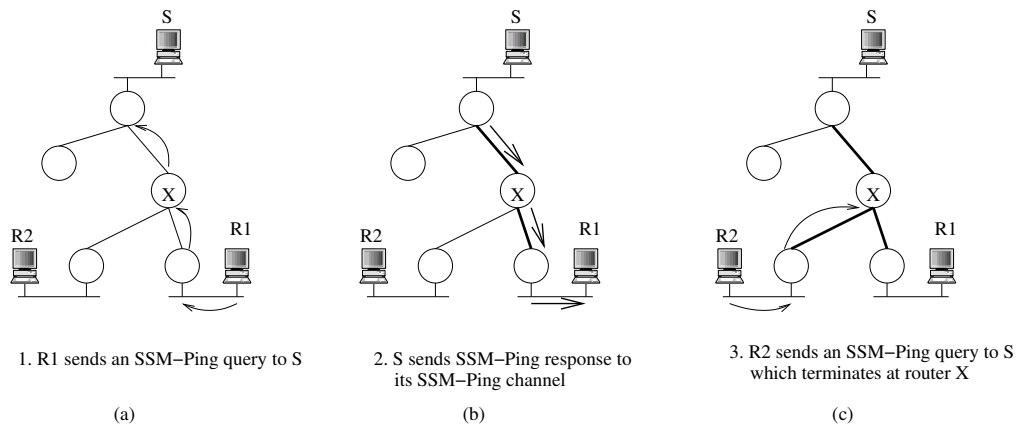 S
X
R2
R1
1. R1 sends an SSM−Ping query to S
(a)
S
X
R2
R1
2. S sends SSM−Ping response to
its SSM−Ping channel
(b)
S
X
R2
R1
3. R2 sends an SSM−Ping query to S
which terminates at router X
(c)